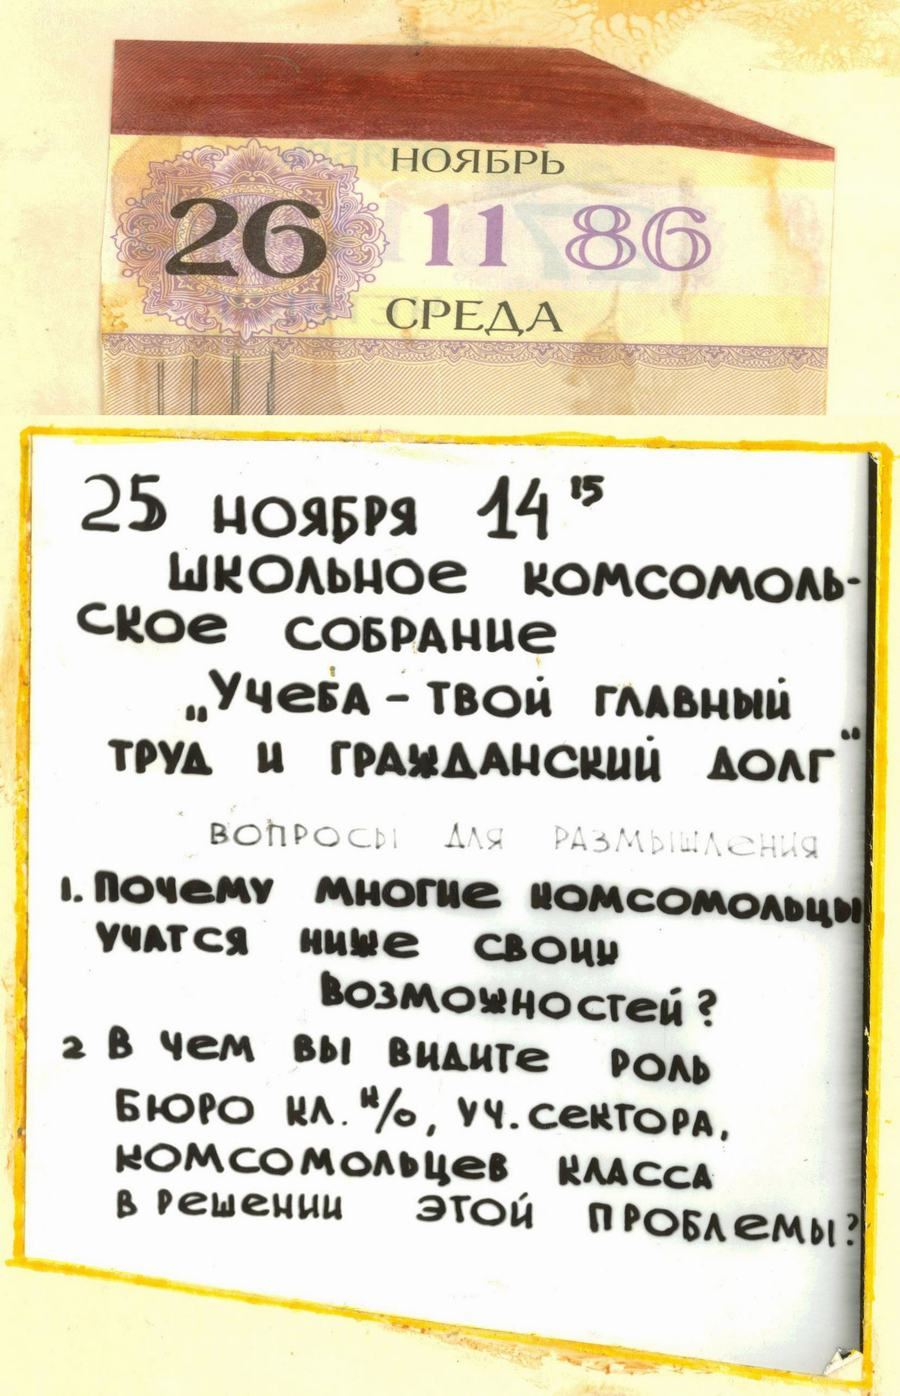 НОЯБРЬ
26 11 86
СРЕДА
25 НОЯБРЯ 14 15
ШКОЛЬНОЕ КОМСОМОЛЬ-
СКОЕ СОБРАНИЕ
„УЧЕБА - ТВОЙ ГЛАВНЫЙ
ТРУД И ГРАЖДАНСКИЙ ДОЛГ“
ВОПРОСЫ ДЛЯ РАЗМЫШЛЕНИЯ
1. ПОЧЕМУ МНОГИЕ КОМСОМОЛЬЦЫ
УЧАТСЯ НИЖЕ СВОИХ
ВОЗМОЖНОСТЕЙ?
2 В ЧЕМ ВЫ ВИДИТЕ РОЛЬ
БЮРО КЛ. К/О, УЧ. СЕКТОРА,
КОМСОМОЛЬЦЕВ КЛАССА
В РЕШЕНИИ ЭТОЙ ПРОБЛЕМЫ?